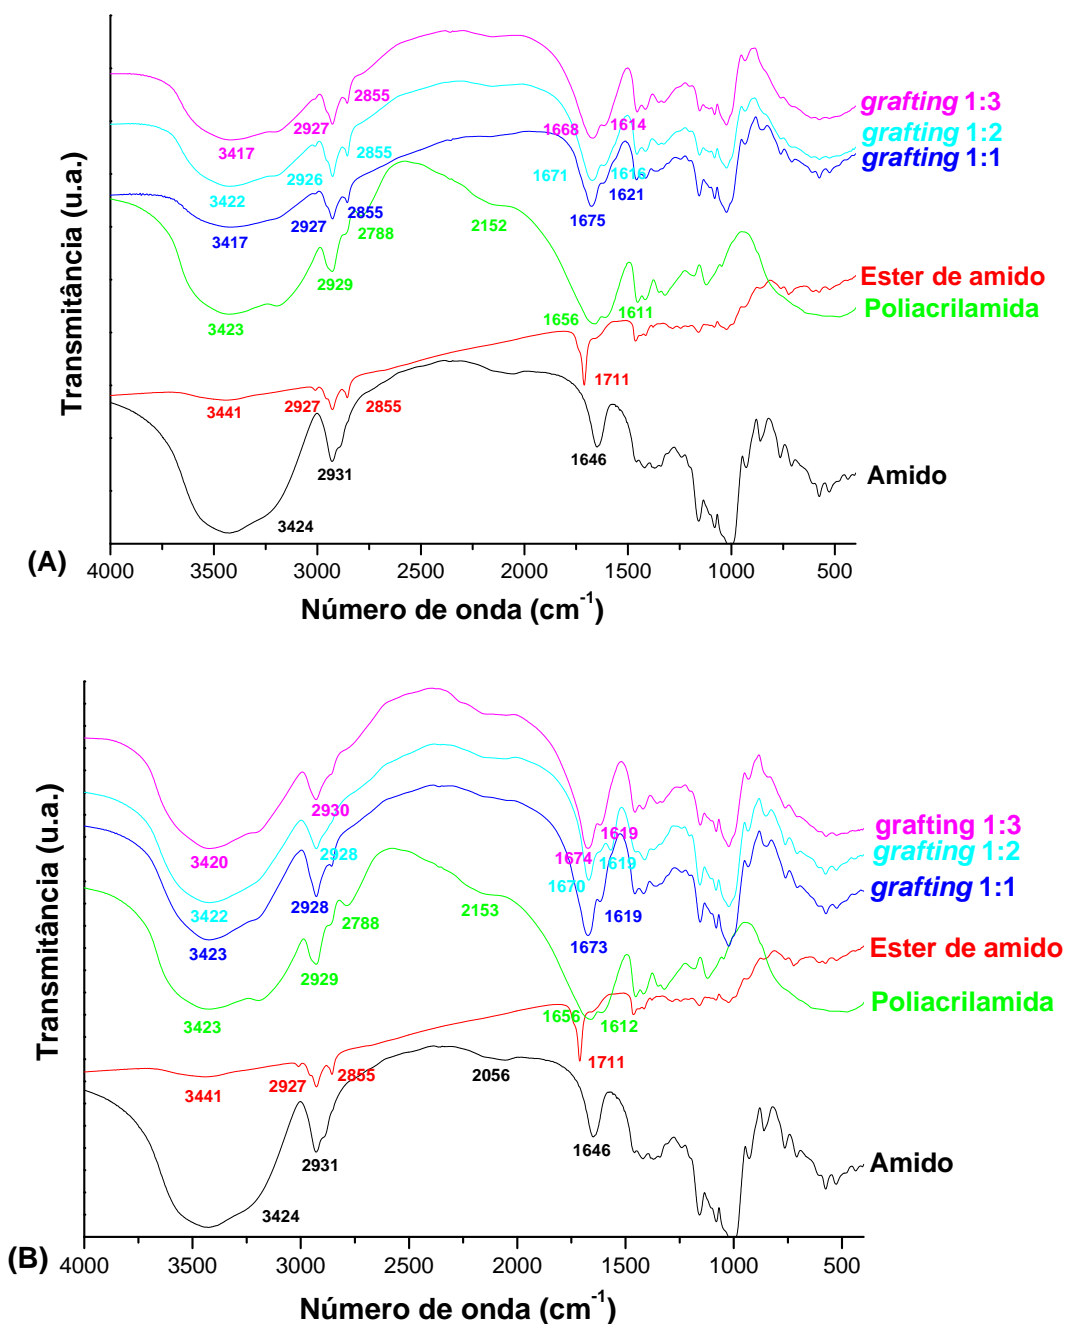 2855
2927
3417
1668
1614
grafting 1:3
2855
2926
3422
1671
1616
grafting 1:2
2927
2855
3417
1675
1621
grafting 1:1
2788
2152
2929
3423
1656
1611
Ester de amido
Poliacrilamida
3441
2927
2855
1711
2931
3424
1646
Amido
Transmitância (u.a.)
(A)
4000 3500 3000 2500 2000 1500 1000 500
Número de onda (cm-1)
2930
3420
1674
1619
grafting 1:3
2928
3422
1670
1619
grafting 1:2
2928
3423
1673
1619
grafting 1:1
2788
2153
2929
3423
1656
1612
Ester de amido
Poliacrilamida
3441
2927
2855
1711
2056
2931
3424
1646
Amido
Transmitância (u.a.)
(B)
4000 3500 3000 2500 2000 1500 1000 500
Número de onda (cm-1)